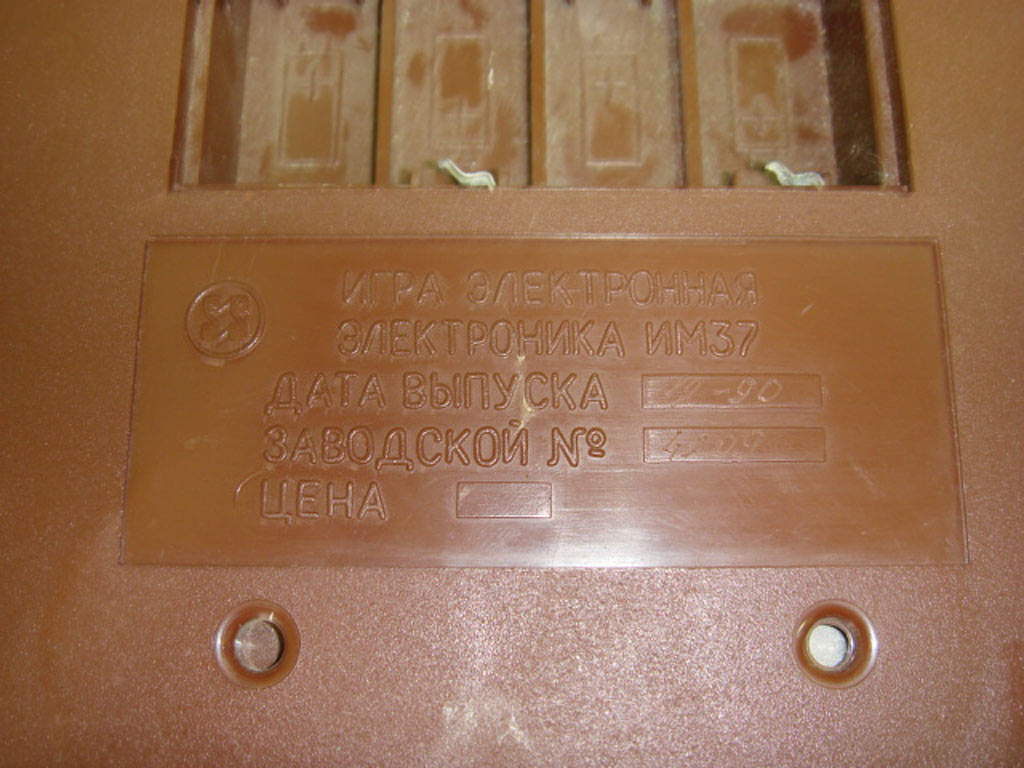 ИГРА ЭЛЕКТРОННАЯ
ЭЛЕКТРОНИКА ИМ37
ДАТА ВЫПУСКА
ЗАВОДСКОЙ №
ЦЕНА